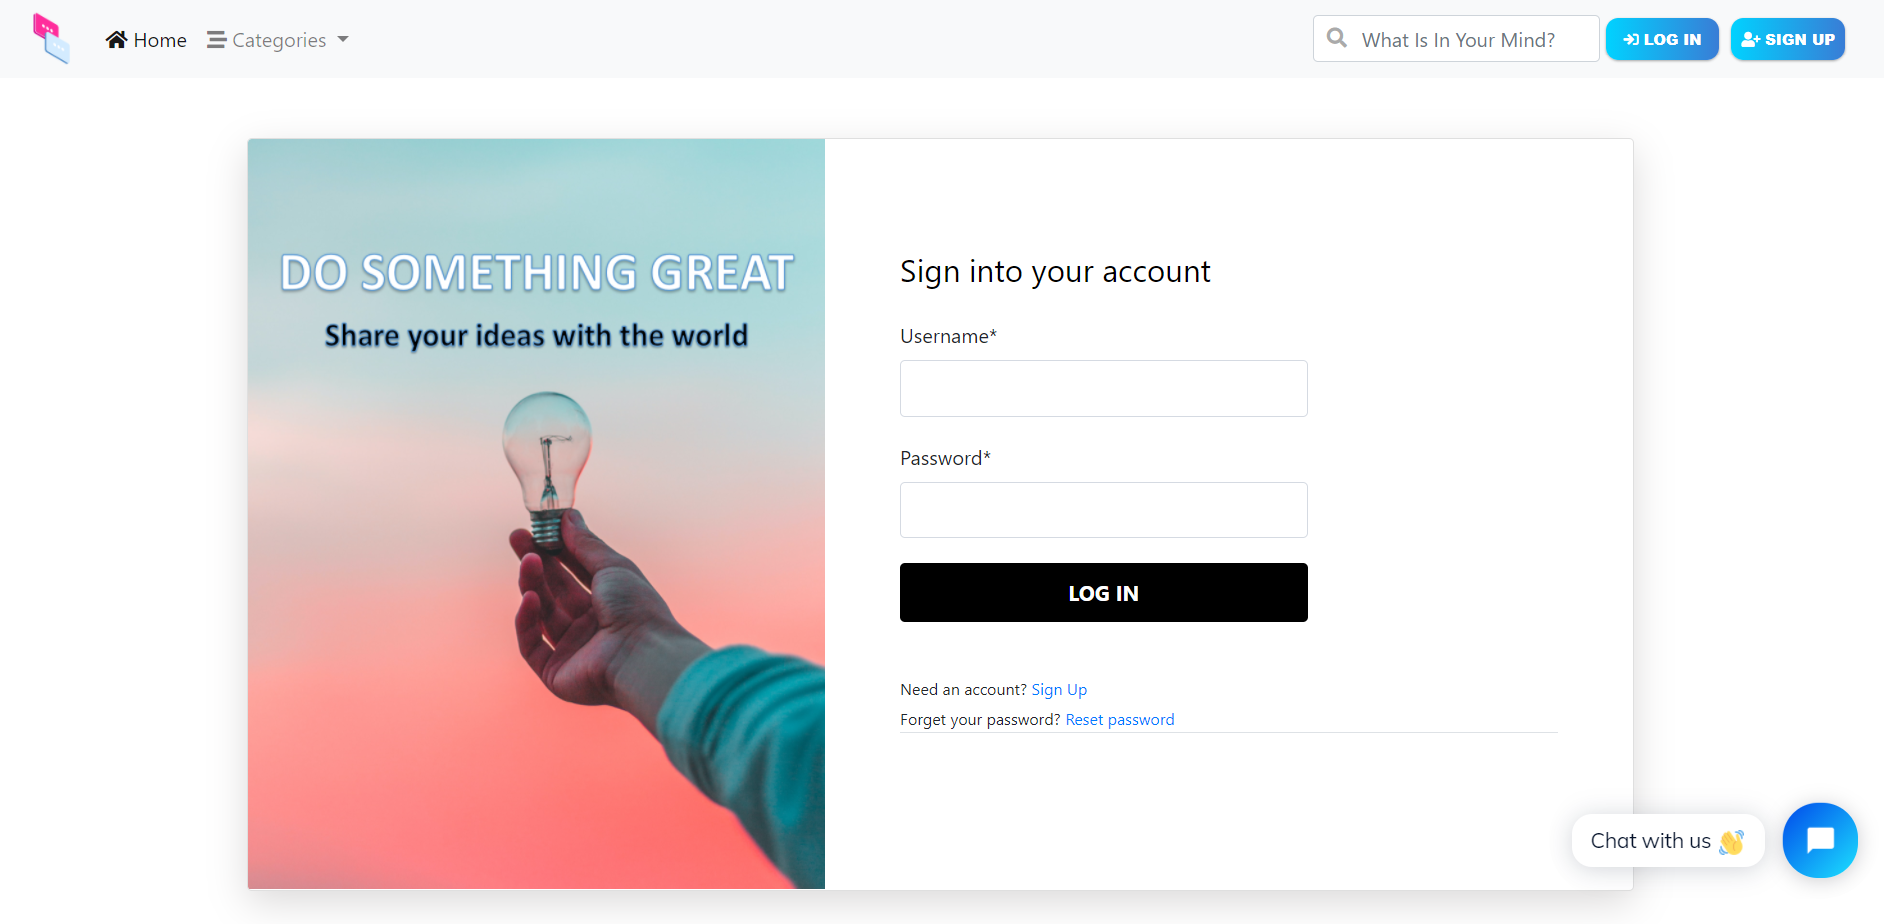 Home Categories What Is In Your Mind? LOG IN SIGN UP
DO SOMETHING GREAT
Share your ideas with the world
Sign into your account
Username*
Password*
LOG IN
Need an account? Sign Up
Forget your password? Reset password
Chat with us 👋